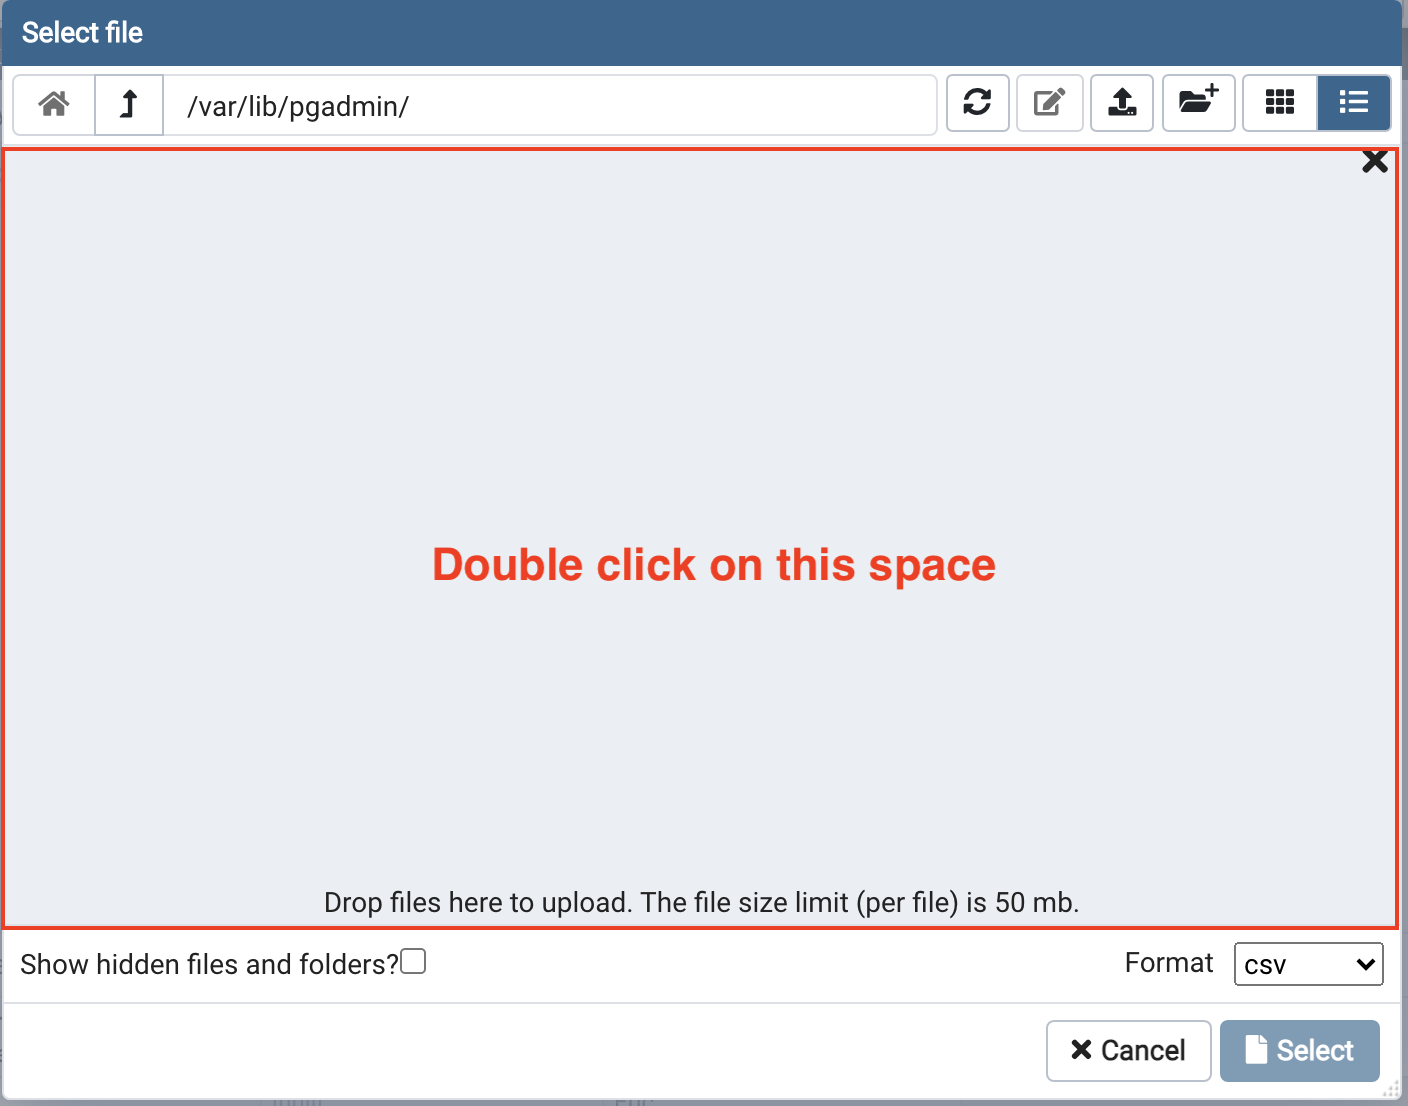 Select file
/var/lib/pgadmin/
Double click on this space
Drop files here to upload. The file size limit (per file) is 50 mb.
Show hidden files and folders?
Format csv
Cancel Select